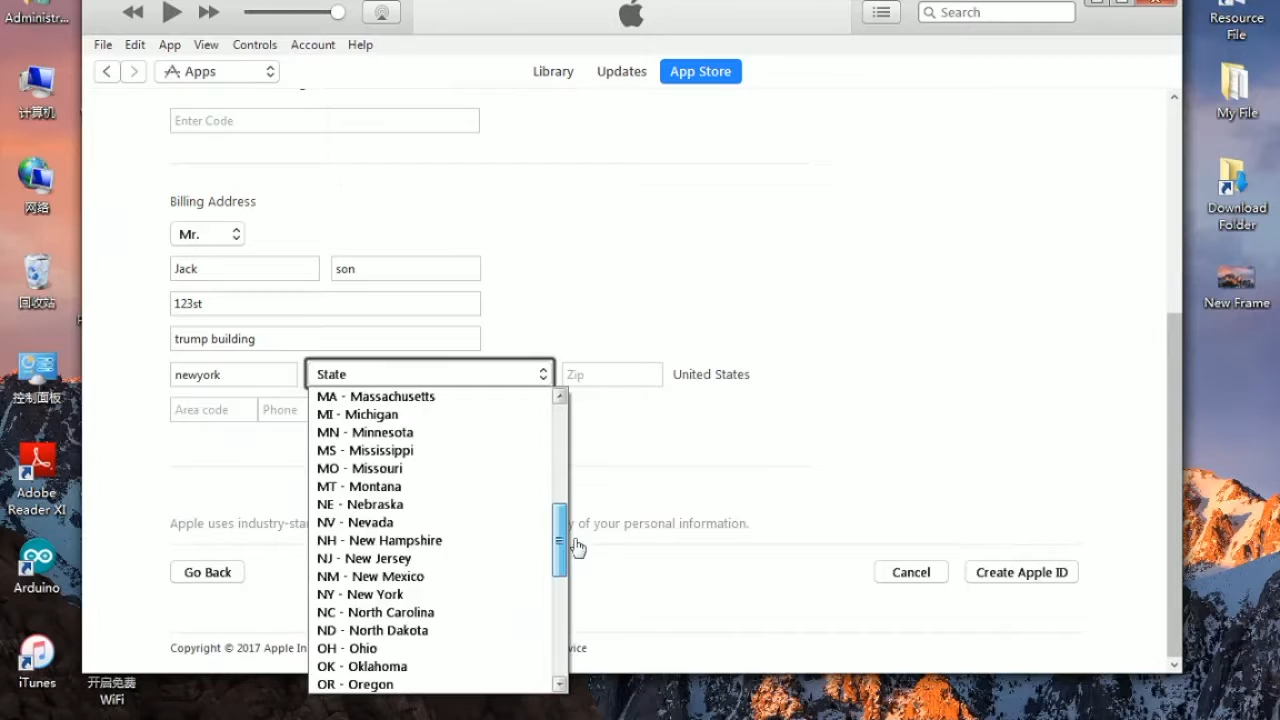 Administr...
计算机
网络
回收站
控制面板
Adobe
Reader XI
Arduino
iTunes
开启免费
WiFi
Search
File Edit App View Controls Account Help
Apps
Library Updates App Store
Enter Code
Billing Address
Mr.
Jack son
123st
trump building
newyork State Zip United States
Area code Phone
MA - Massachusetts
MI - Michigan
MN - Minnesota
MS - Mississippi
MO - Missouri
MT - Montana
NE - Nebraska
NV - Nevada
NH - New Hampshire
NJ - New Jersey
NM - New Mexico
NY - New York
NC - North Carolina
ND - North Dakota
OH - Ohio
OK - Oklahoma
OR - Oregon
Apple uses industry-sta y of your personal information.
Go Back Cancel Create Apple ID
Copyright © 2017 Apple In vice
Resource
File
My File
Download
Folder
New Frame